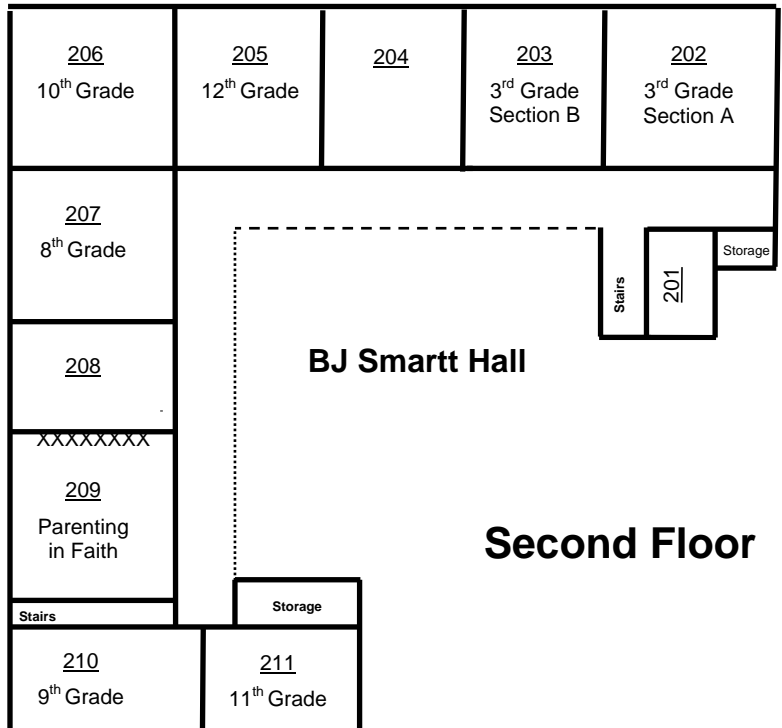 206
10th Grade
205
12th Grade
204
203
3rd Grade
Section B
202
3rd Grade
Section A
207
8th Grade
Storage
201
Stairs
208
BJ Smartt Hall
XXXXXXXX
209
Parenting
in Faith
Second Floor
Storage
Stairs
210
9th Grade
211
11th Grade